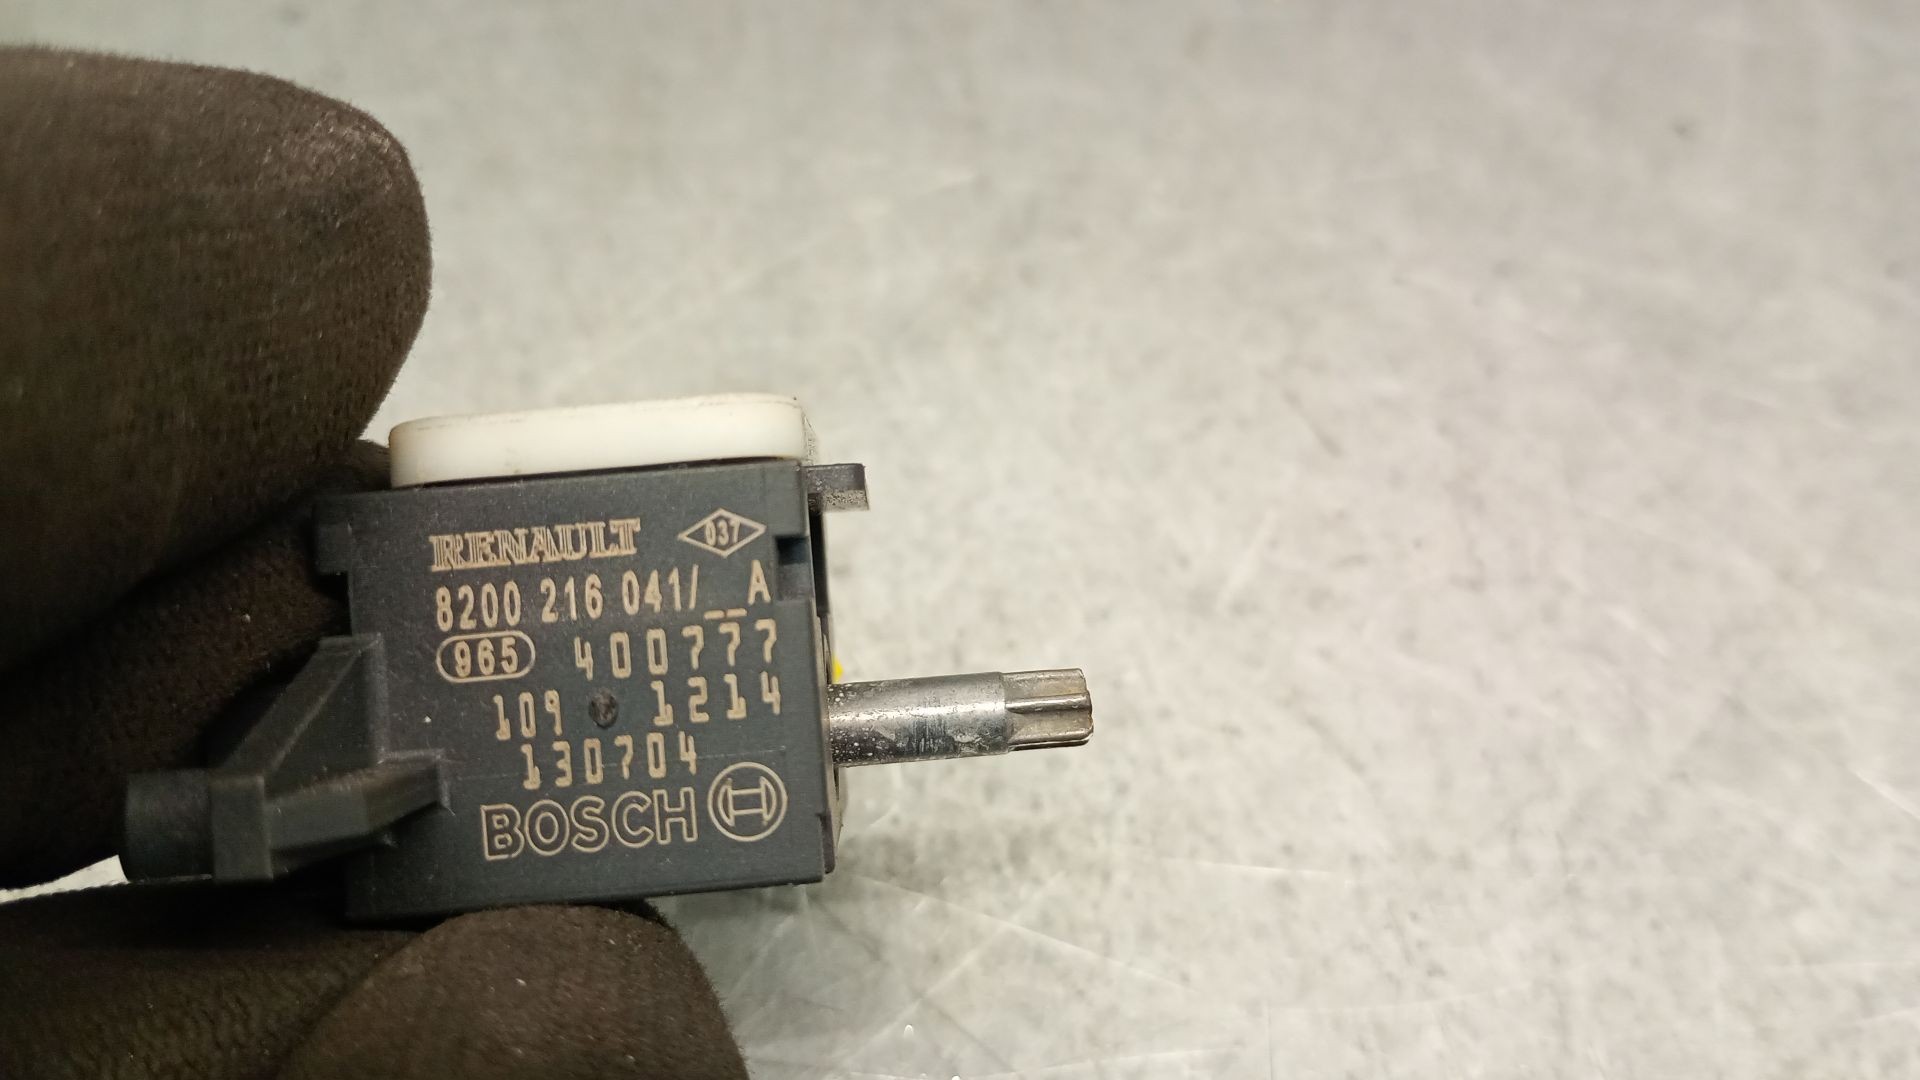 RENAULT 037
8200 216 041/__A
965 400777
109 1214
130704
BOSCH